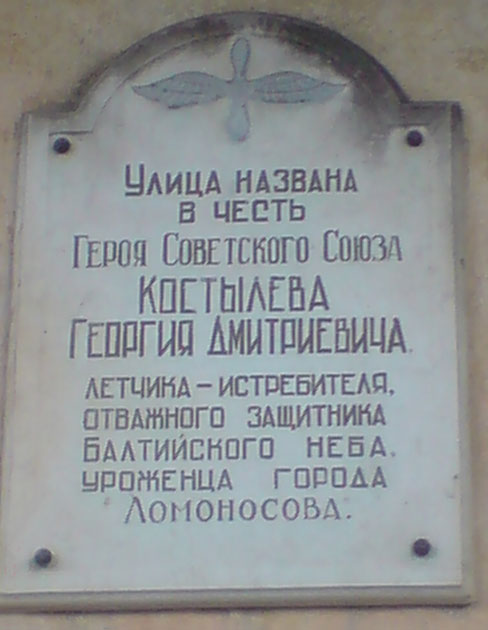 Улица названа
в честь
Героя Советского Союза
Костылева
Георгия Дмитриевича.
летчика – истребителя,
отважного защитника
балтийского неба.
уроженца города
Ломоносова.